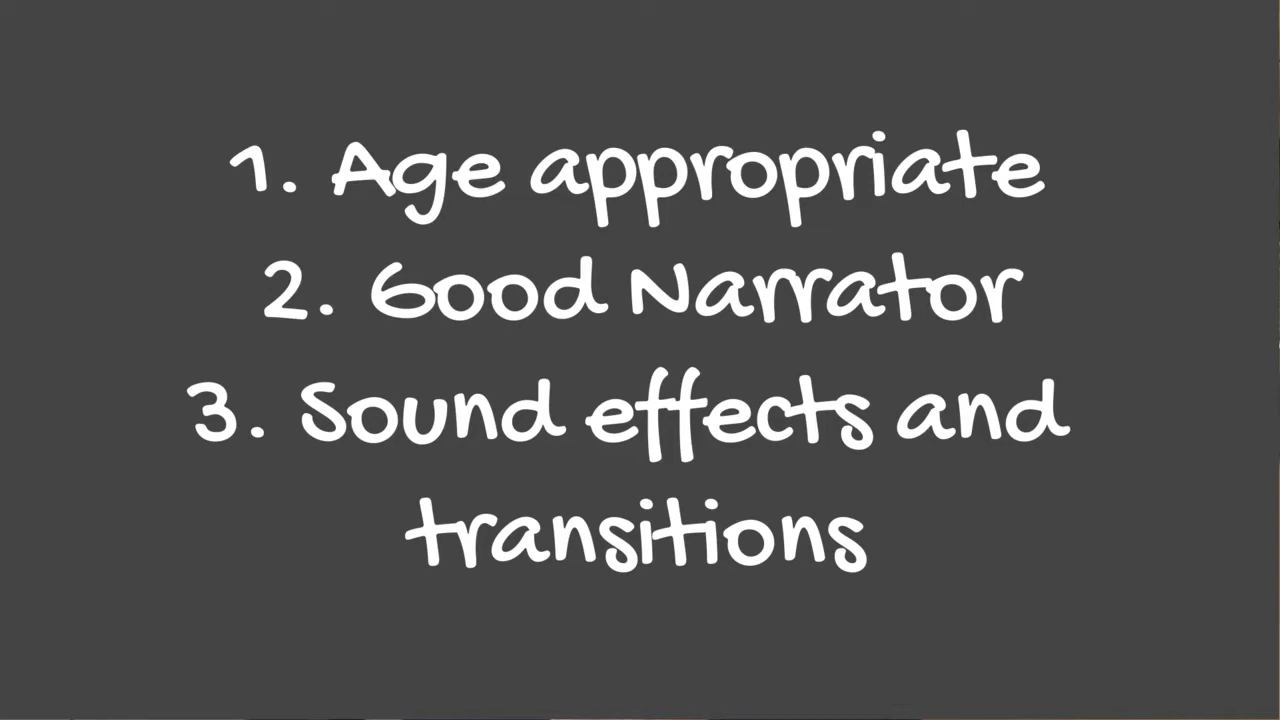 1. Age appropriate
2. Good Narrator
3. Sound effects and
transitions